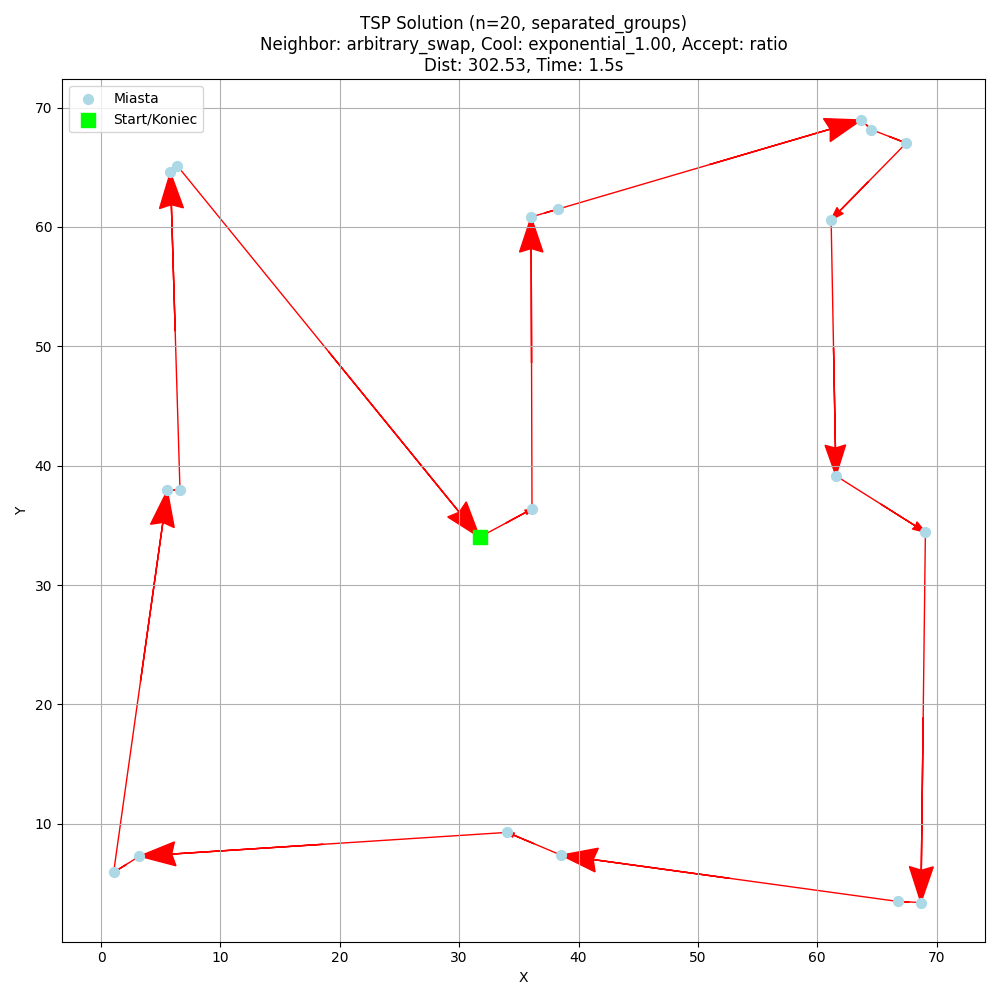 TSP Solution (n=20, separated_groups)
Neighbor: arbitrary_swap, Cool: exponential_1.00, Accept: ratio
Dist: 302.53, Time: 1.5s
Miasta
Start/Koniec
70
60
50
40
30
20
10
Y
0 10 20 30 40 50 60 70
X